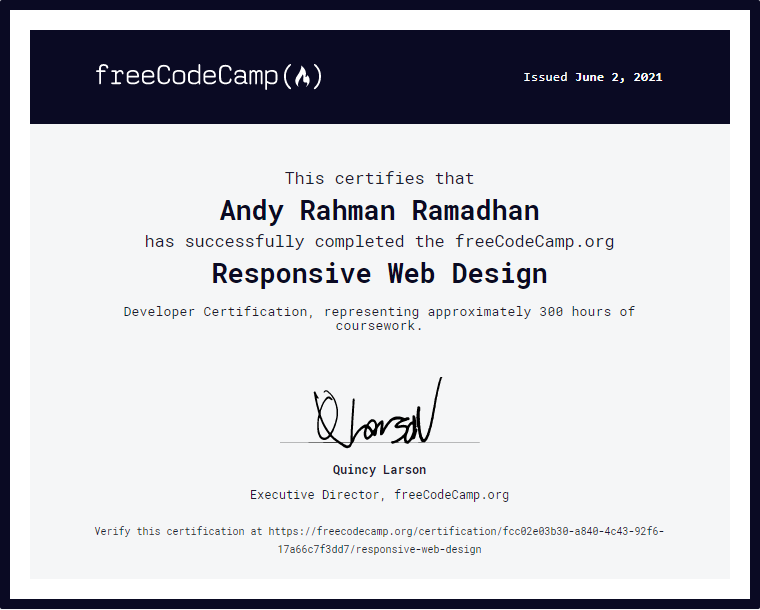 freeCodeCamp
Issued June 2, 2021
This certifies that
Andy Rahman Ramadhan
has successfully completed the freeCodeCamp.org
Responsive Web Design
Developer Certification, representing approximately 300 hours of
coursework.
Q Larson
Quincy Larson
Executive Director, freeCodeCamp.org
Verify this certification at https://freecodecamp.org/certification/fcc02e03b30-a840-4c43-92f6-
17a66c7f3dd7/responsive-web-design